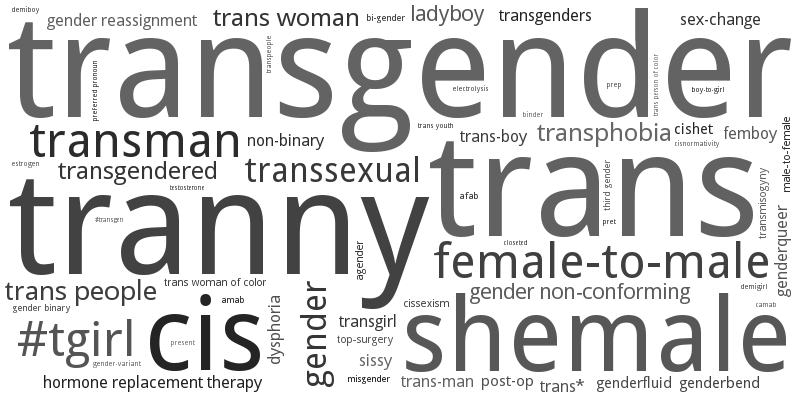 demiboy
gender reassignment
trans woman
bi-gender
ladyboy
transgenders
sex-change
transgender
preferred pronoun
transpeople
electrolysis
prep
trans person of color
boy-to-girl
binder
transman
non-binary
trans youth
trans-boy
transphobia
cishet
femboy
cisnormativity
male-to-female
estrogen
transgendered
transsexual
testosterone
trans
afab
third gender
pret
transmisogyny
tranny
#transgen
agender
closeted
female-to-male
genderqueer
trans people
trans woman of color
gender binary
amab
dysphoria
gender
cissexism
gender non-conforming
demigirl
camab
#tgirl
cis
present
gender-variant
transgirl
top-surgery
sissy
shemale
hormone replacement therapy
misgender
trans-man
post-op
trans*
genderfluid
genderbend